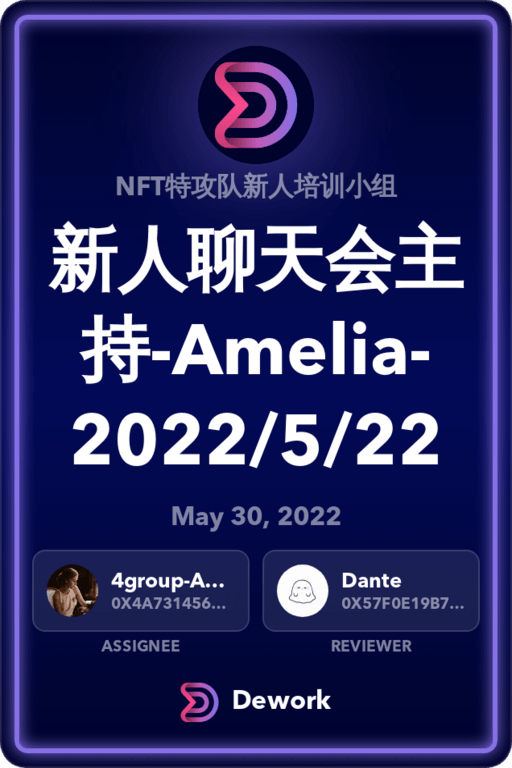 NFT特攻队新人培训小组
新人聊天会主
持-Amelia-
2022/5/22
May 30, 2022
4group-A...
0X4A731456...
Dante
0X57F0E19B7...
ASSIGNEE
REVIEWER
Dework